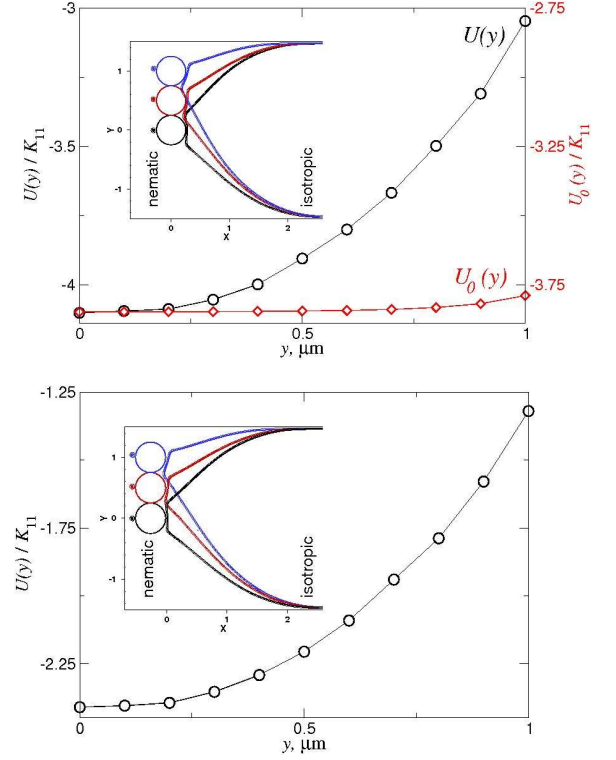 -3
-2.75
U(y)
1
Y 0
-1
nematic
isotropic
0 1 2
X
U(y) / K₁₁
-3.5
-3.25
U₀(y) / K₁₁
-4
-3.75
U₀(y)
0 0.5 1
y, μm
-1.25
1
Y 0
-1
nematic
isotropic
0 1 2
X
U(y) / K₁₁
-1.75
-2.25
0 0.5 1
y, μm